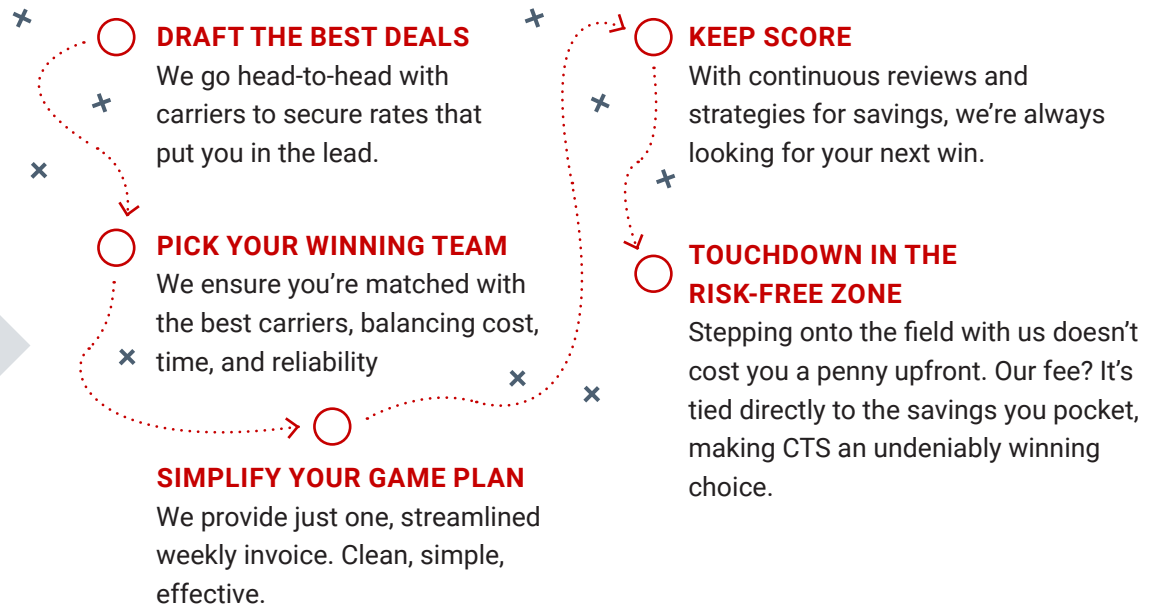 DRAFT THE BEST DEALS
We go head-to-head with
carriers to secure rates that
put you in the lead.
PICK YOUR WINNING TEAM
We ensure you’re matched with
the best carriers, balancing cost,
time, and reliability
SIMPLIFY YOUR GAME PLAN
We provide just one, streamlined
weekly invoice. Clean, simple,
effective.
KEEP SCORE
With continuous reviews and
strategies for savings, we’re always
looking for your next win.
TOUCHDOWN IN THE
RISK-FREE ZONE
Stepping onto the field with us doesn’t
cost you a penny upfront. Our fee? It’s
tied directly to the savings you pocket,
making CTS an undeniably winning
choice.